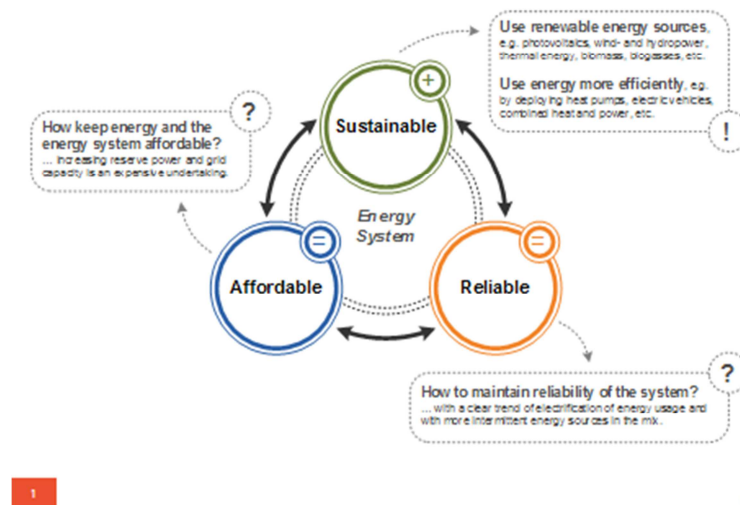 Use renewable energy sources,
e.g. photovoltaics, wind- and hydropower,
thermal energy, biomass, biogasses, etc.
Use energy more efficiently, e.g.
by deploying heat pumps, electric vehicles,
combined heat and power, etc.
!
+
Sustainable
?
How keep energy and the
energy system affordable?
... Increasing reserve power and grid
capacity is an expensive undertaking.
Energy
System
=
Affordable
=
Reliable
?
How to maintain reliability of the system?
... with a clear trend of electrification of energy usage and
with more intermittent energy sources in the mix.
1